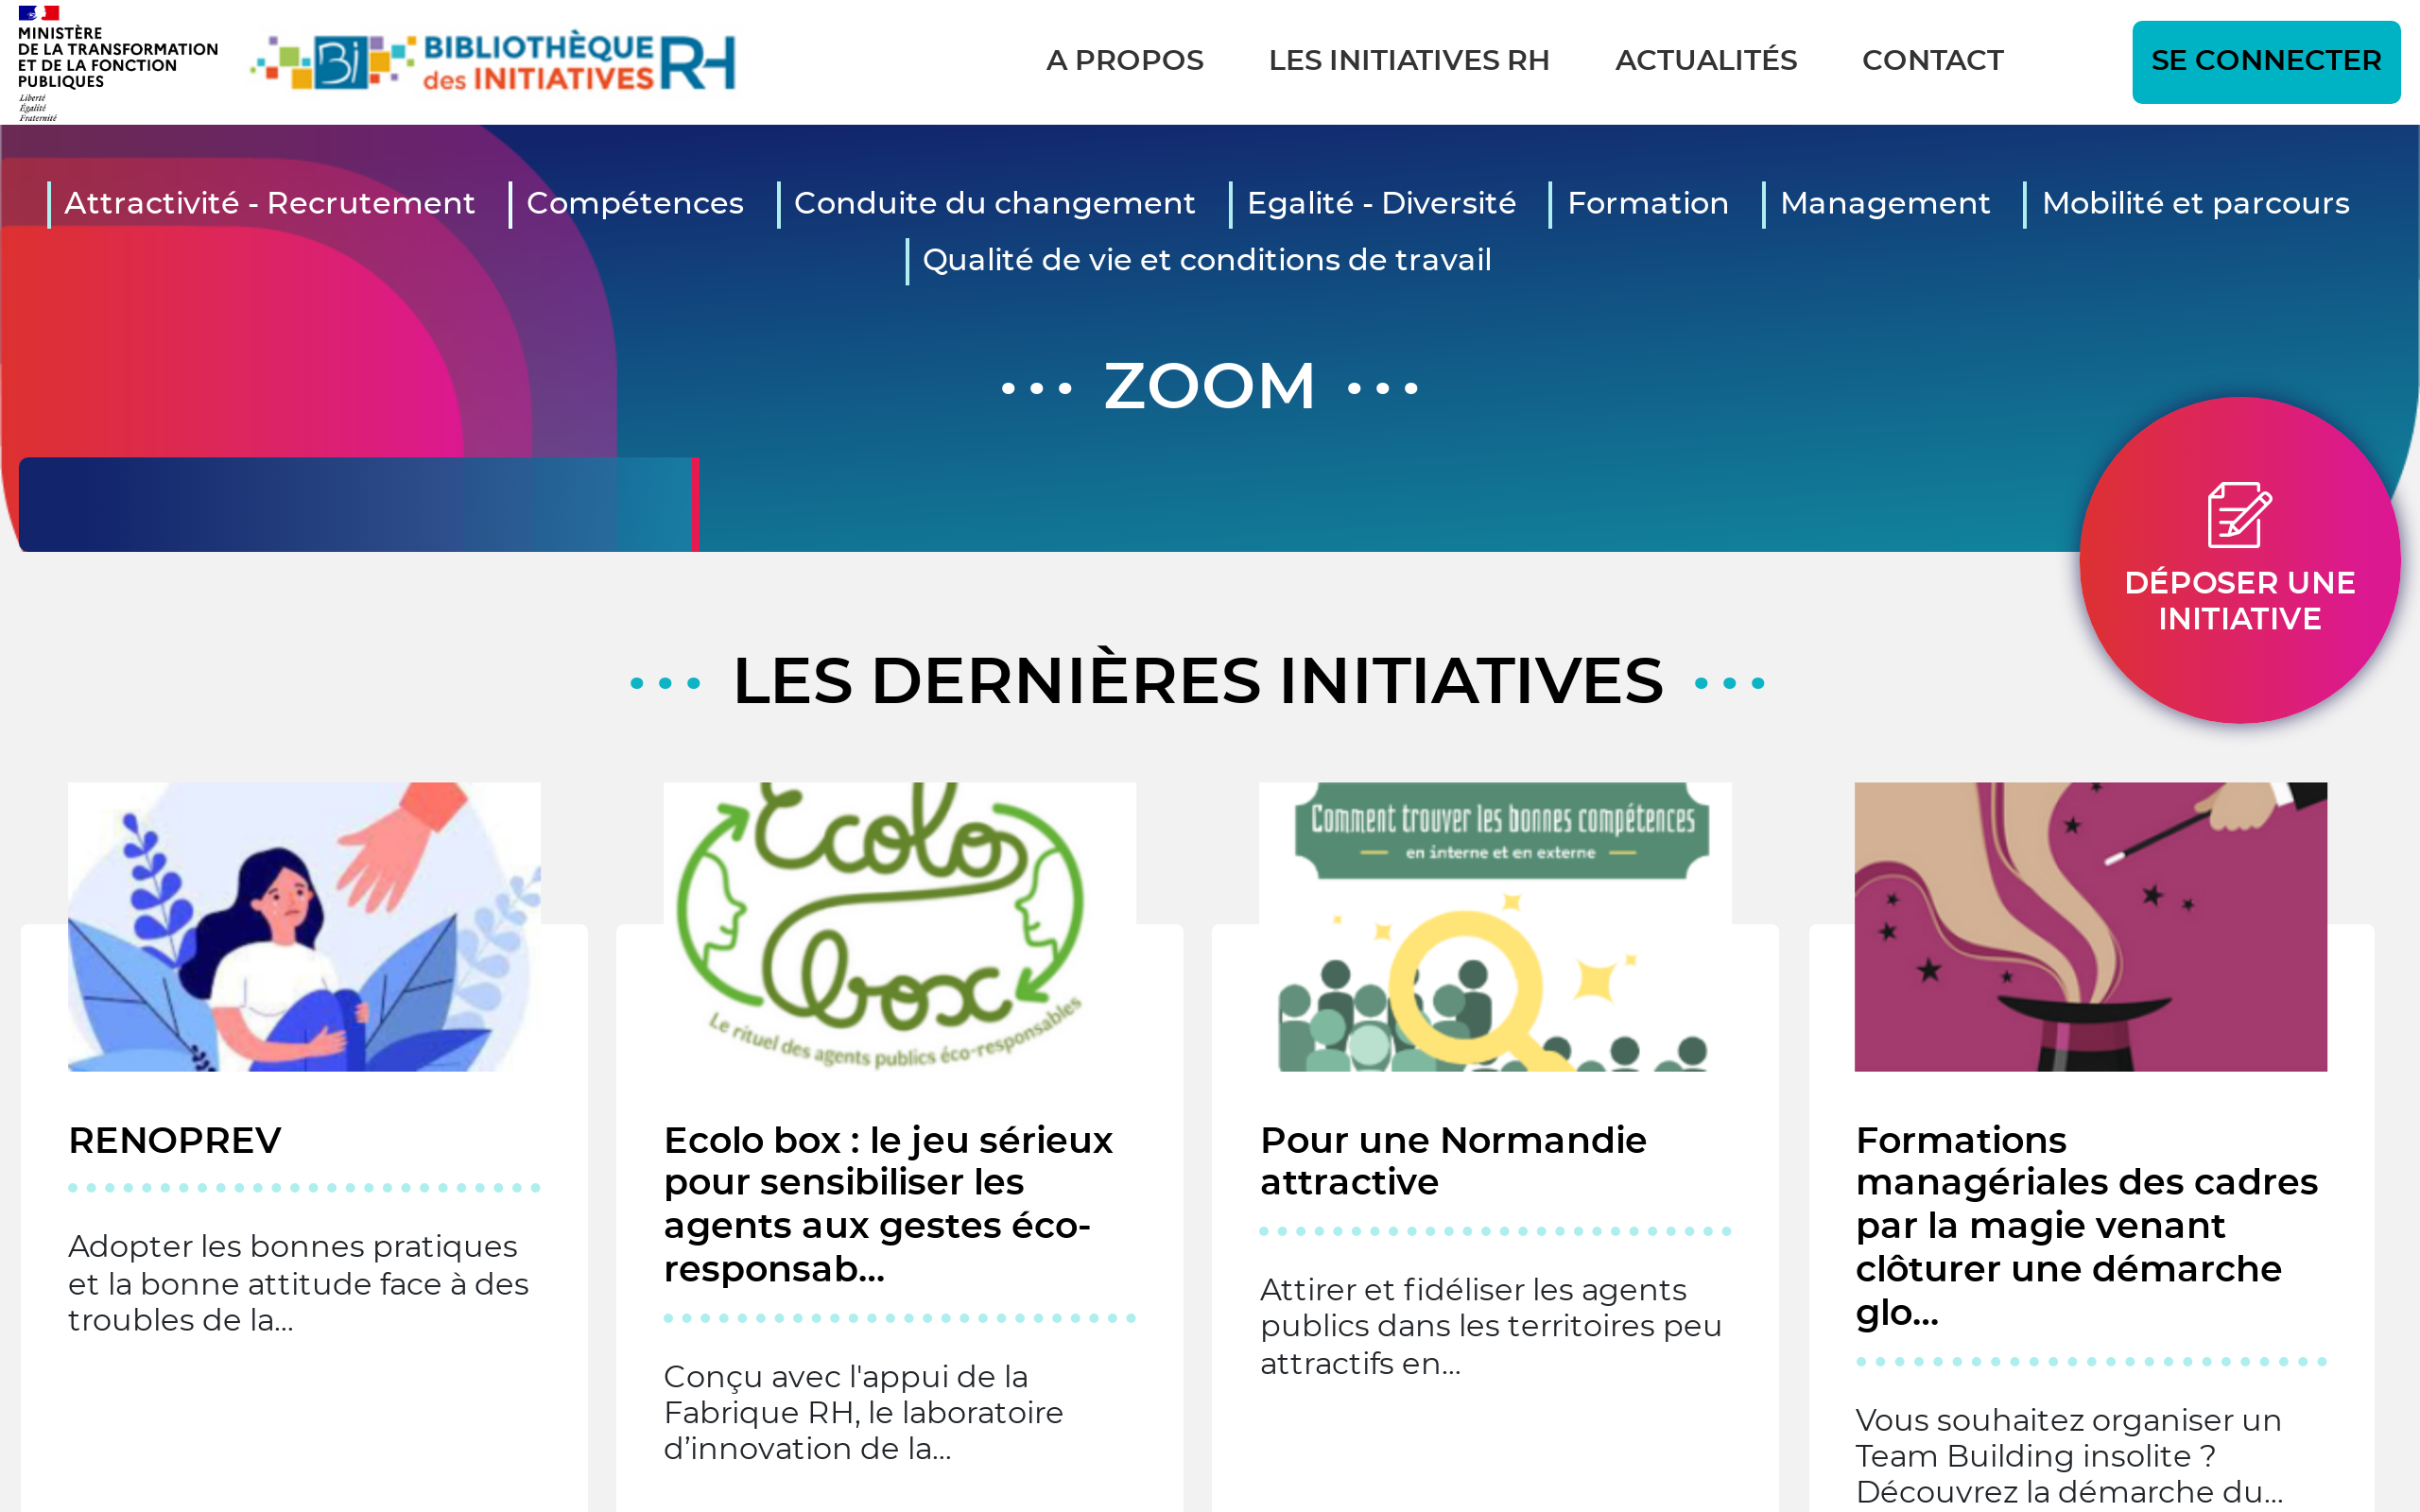 MINISTÈRE
DE LA TRANSFORMATION
ET DE LA FONCTION
PUBLIQUES
Liberté
Égalité
Fraternité
Bi BIBLIOTHÈQUE
des INITIATIVES RH
A PROPOS
LES INITIATIVES RH
ACTUALITÉS
CONTACT
SE CONNECTER
Attractivité - Recrutement
Compétences
Conduite du changement
Egalité - Diversité
Formation
Management
Mobilité et parcours
Qualité de vie et conditions de travail
ZOOM
DÉPOSER UNE
INITIATIVE
LES DERNIÈRES INITIATIVES
RENOPREV
Adopter les bonnes pratiques
et la bonne attitude face à des
troubles de la...
Ecolo
box
Le rituel des agents publics éco-responsables
Ecolo box : le jeu sérieux
pour sensibiliser les
agents aux gestes éco-
responsab...
Conçu avec l'appui de la
Fabrique RH, le laboratoire
d’innovation de la...
Comment trouver les bonnes compétences
en interne et en externe
Pour une Normandie
attractive
Attirer et fidéliser les agents
publics dans les territoires peu
attractifs en...
Formations
managériales des cadres
par la magie venant
clôturer une démarche
glo...
Vous souhaitez organiser un
Team Building insolite ?
Découvrez la démarche du...